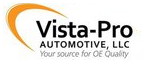 Vista-Pro
AUTOMOTIVE, LLC
Your source for OE Quality